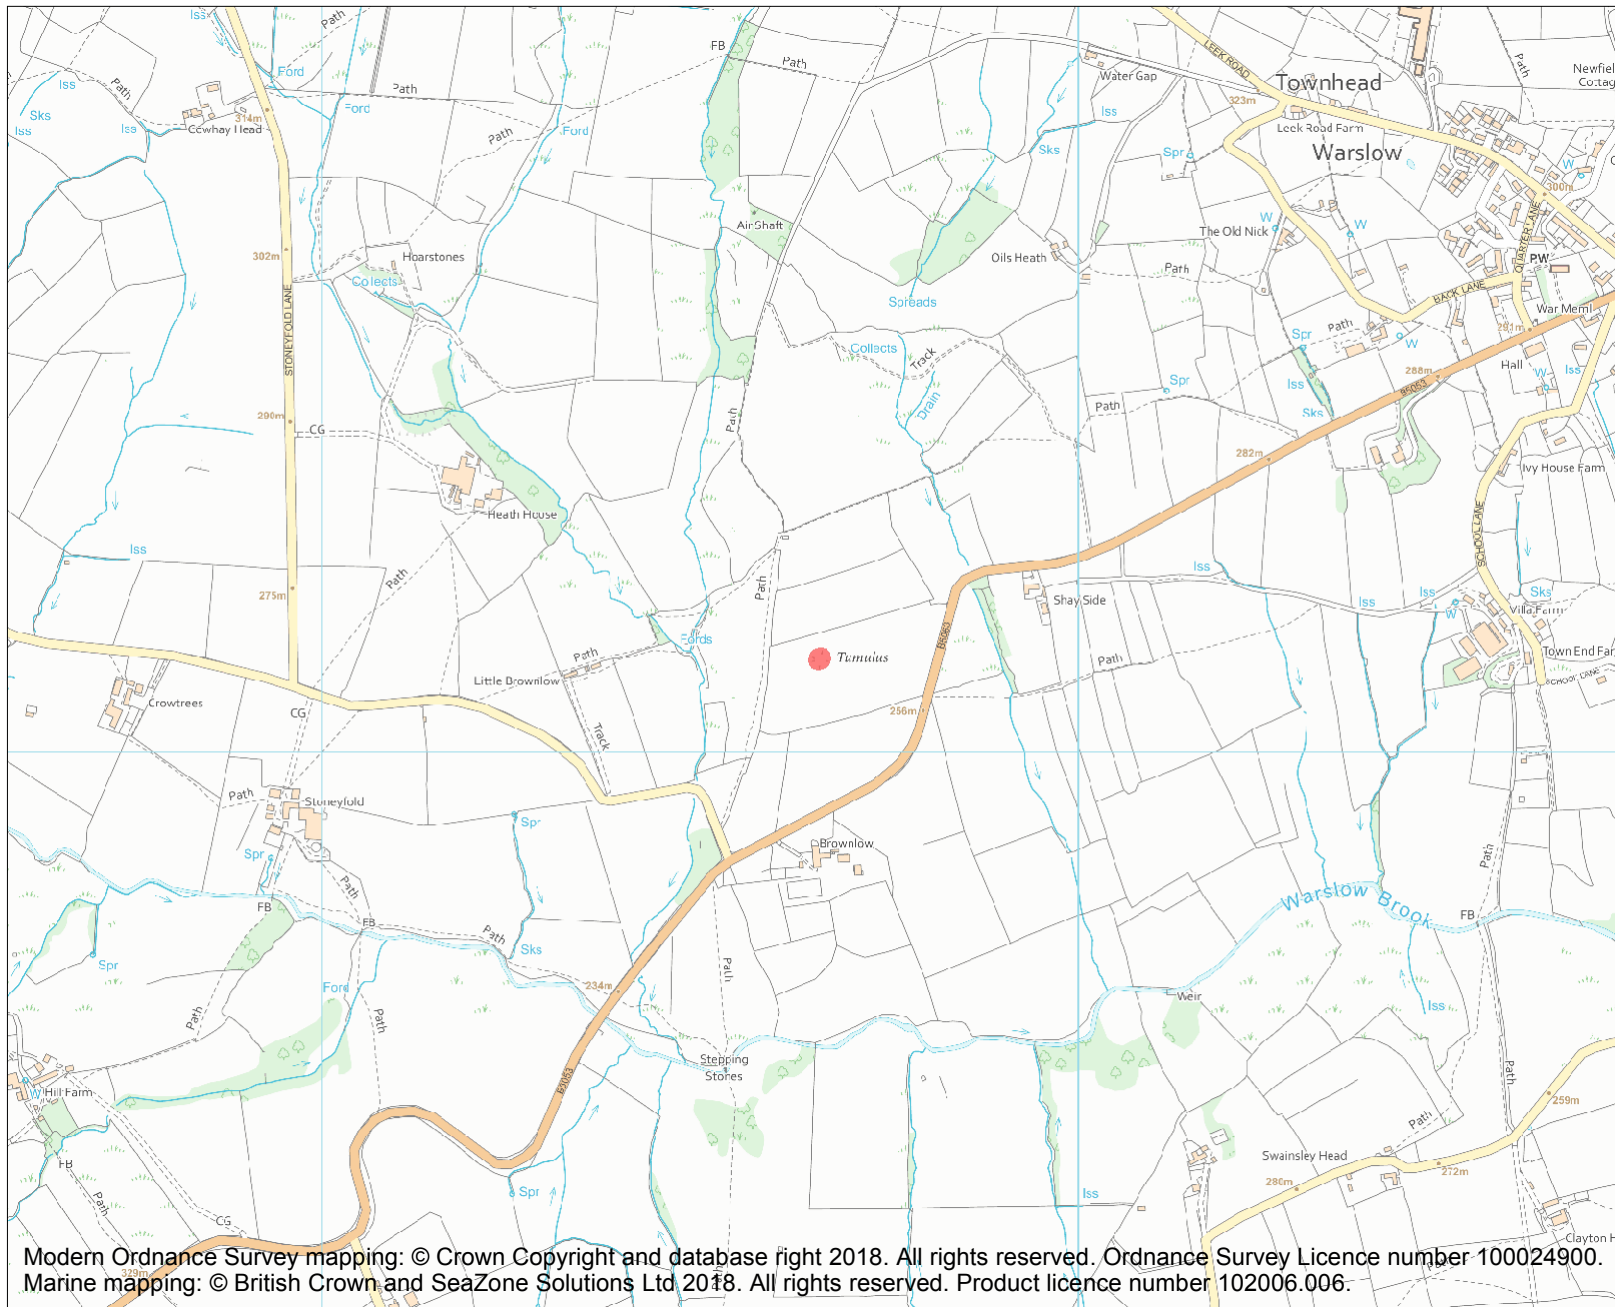 Iss
Path
FB
Path
LEEK ROAD
Townhead
Path
Water Gap
Iss
Path
Ford
Path
323m
Sks
Iss
Iss
Cowhay Head
314m
Ford
Path
Ford
Iss
Sks
Spr
Leek Road Farm
Warslow
W
300m
Air Shaft
W
W
The Old Nick
QUARTER LANE
PW
302m
Hoarstones
Oils Heath
Path
Collects
Spreads
BACK LANE
War Meml
STONEYFOLD LANE
Collects
Track
Spr
Path
291m
W
Hall
Iss
288m
W
Spr
Iss
B5053
Drain
Path
Sks
290m
CG
Path
282m
Ivy House Farm
Heath House
SCHOOL LANE
Iss
Path
Path
Iss
Iss
Iss
Sks
275m
Shay Side
W
Villa Farm
Fords
B5053
Path
Tumulus
Path
Town End Far
SCHOOL LANE
Little Brownlow
Crowtrees
CG
Track
256m
Path
Stoneyfold
Spr
Brownlow
Spr
Path
Path
Warslow Brook
FB
FB
FB
Path
Sks
Spr
Path
Ford
234m
Weir
Iss
Path
Path
Stepping
Stones
Path
W
Hill Farm
B5053
259m
Path
FB
Swainsley Head
272m
280m
Path
Spr
Iss
CG
Clayton H
Path
Path
329m
Modern Ordnance Survey mapping: © Crown Copyright and database right 2018. All rights reserved. Ordnance Survey Licence number 100024900.
Marine mapping: © British Crown and SeaZone Solutions Ltd 2018. All rights reserved. Product licence number 102006.006.